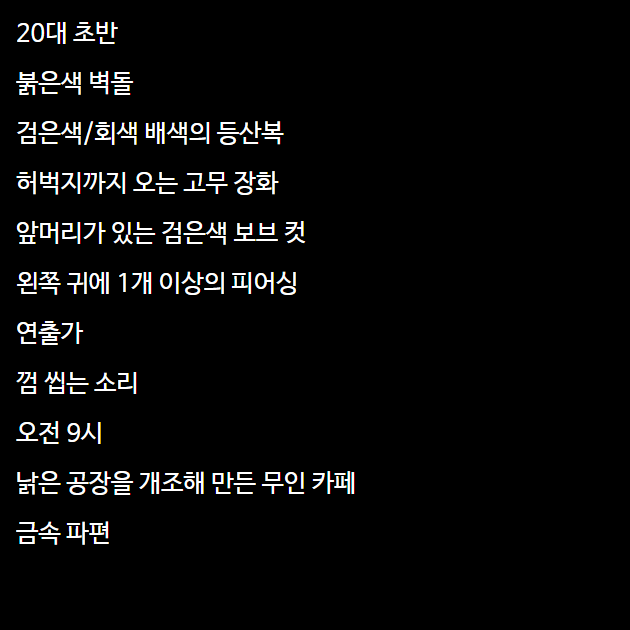 20대 초반
붉은색 벽돌
검은색/회색 배색의 등산복
허벅지까지 오는 고무 장화
앞머리가 있는 검은색 보브 컷
왼쪽 귀에 1개 이상의 피어싱
연출가
껌 씹는 소리
오전 9시
낡은 공장을 개조해 만든 무인 카페
금속 파편